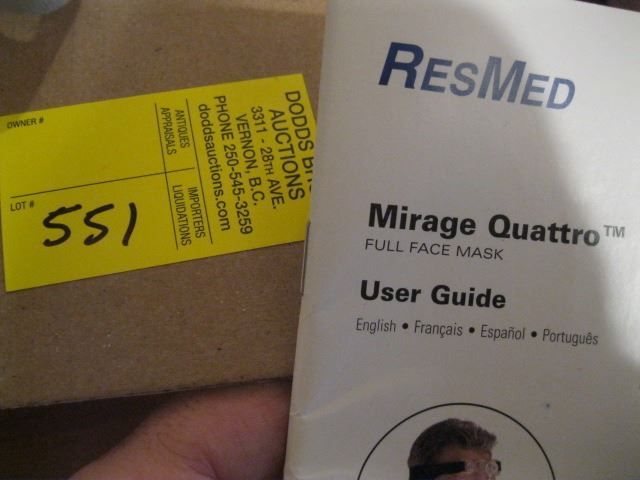 OWNER #
LOT #
551
ANTIQUES
APPRAISALS
IMPORTERS
LIQUIDATIONS
DODDS
AUCTIONS
3311 - 28TH AVE.
VERNON, B.C.
PHONE 250-545-3259
doddsauctions.com
RESMED
Mirage Quattro™
FULL FACE MASK
User Guide
English • Français • Español • Português